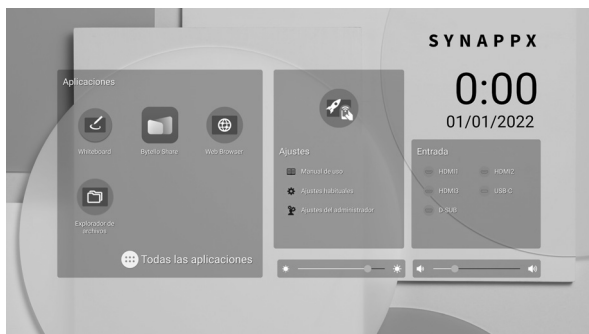 SYNAPPX
0:00
01/01/2022
Aplicaciones
Whiteboard
Bytello Share
Web Browser
Explorador de
archivos
Todas las aplicaciones
Ajustes
Manual de uso
Ajustes habituales
Ajustes del administrador
Entrada
HDMI1
HDMI2
HDMI3
USB-C
D-SUB